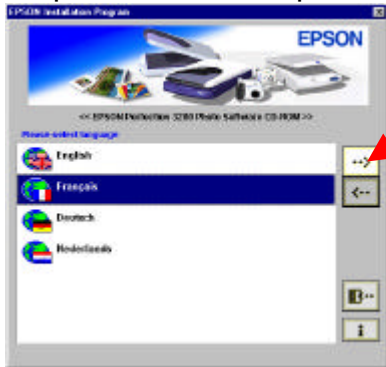 EPSON Installation Program
EPSON
<< EPSON Perfection 3200 Photo Software CD-ROM >>
Please select language
English
Français
Deutsch
Nederlands
-->
<--